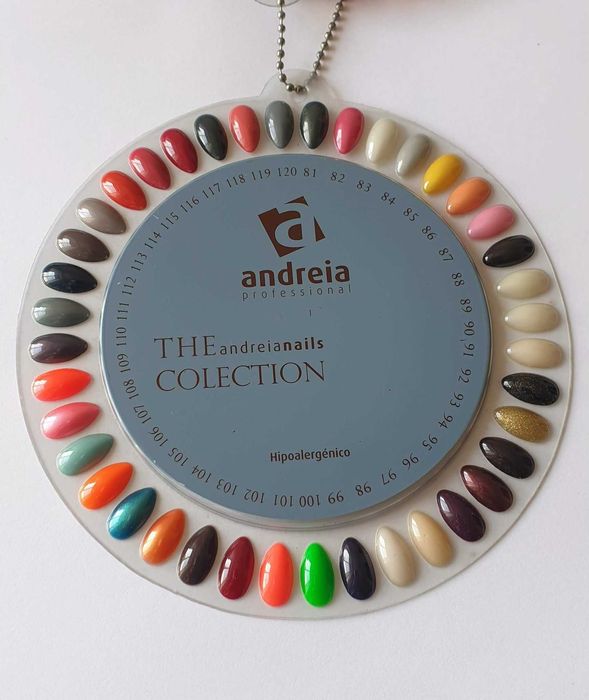 81 82 83 84 85 86 87 88 89 90 91 92 93 94 95 96 97 98 99 100 101 102 103 104 105 106 107 108 109 110 111 112 113 114 115 116 117 118 119 120
a
andreia
professional
THE andreianails
COLECTION
Hipoalergénico